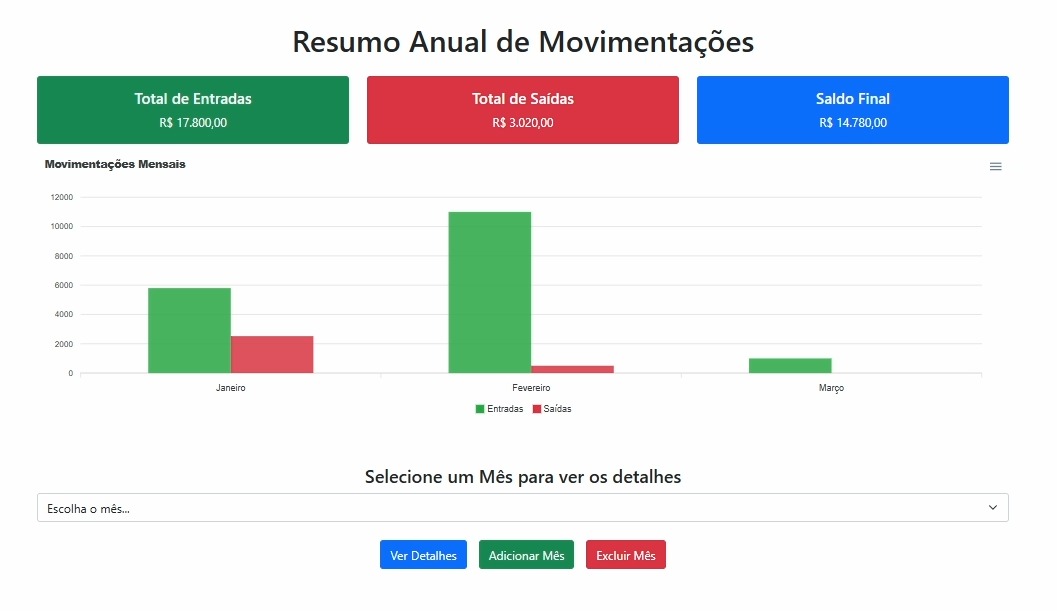 Resumo Anual de Movimentações
Total de Entradas
R$ 17.800,00
Total de Saídas
R$ 3.020,00
Saldo Final
R$ 14.780,00
Movimentações Mensais
12000
10000
8000
6000
4000
2000
0
Janeiro
Fevereiro
Março
Entradas Saídas
Selecione um Mês para ver os detalhes
Escolha o mês...
Ver Detalhes Adicionar Mês Excluir Mês